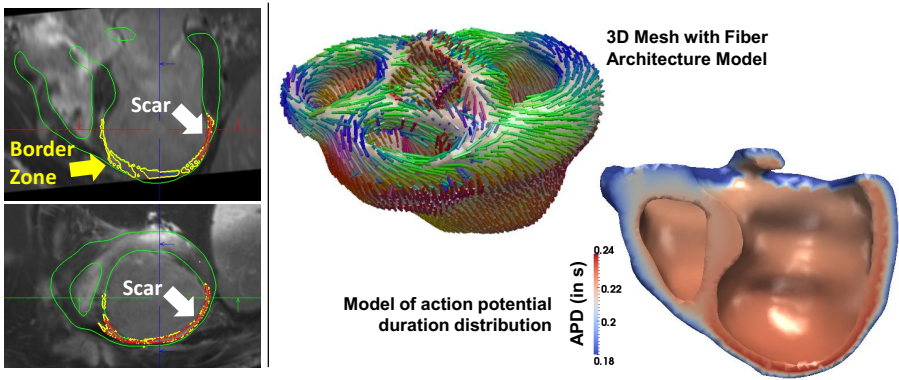 Scar
Border
Zone
Scar
3D Mesh with Fiber
Architecture Model
Model of action potential
duration distribution
APD (in s)
0.24
0.22
0.2
0.18